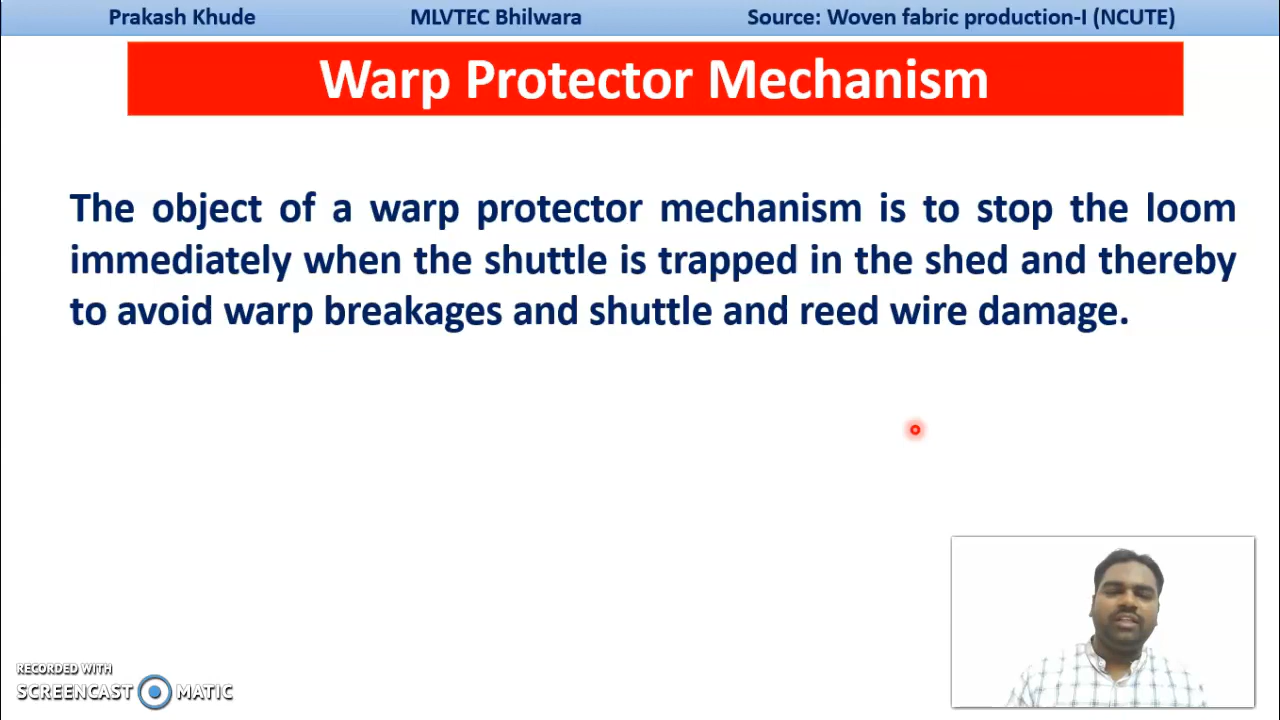 Prakash Khude MLVTEC Bhilwara Source: Woven fabric production-I (NCUTE)
Warp Protector Mechanism
The object of a warp protector mechanism is to stop the loom
immediately when the shuttle is trapped in the shed and thereby
to avoid warp breakages and shuttle and reed wire damage.
RECORDED WITH
SCREENCAST MATIC